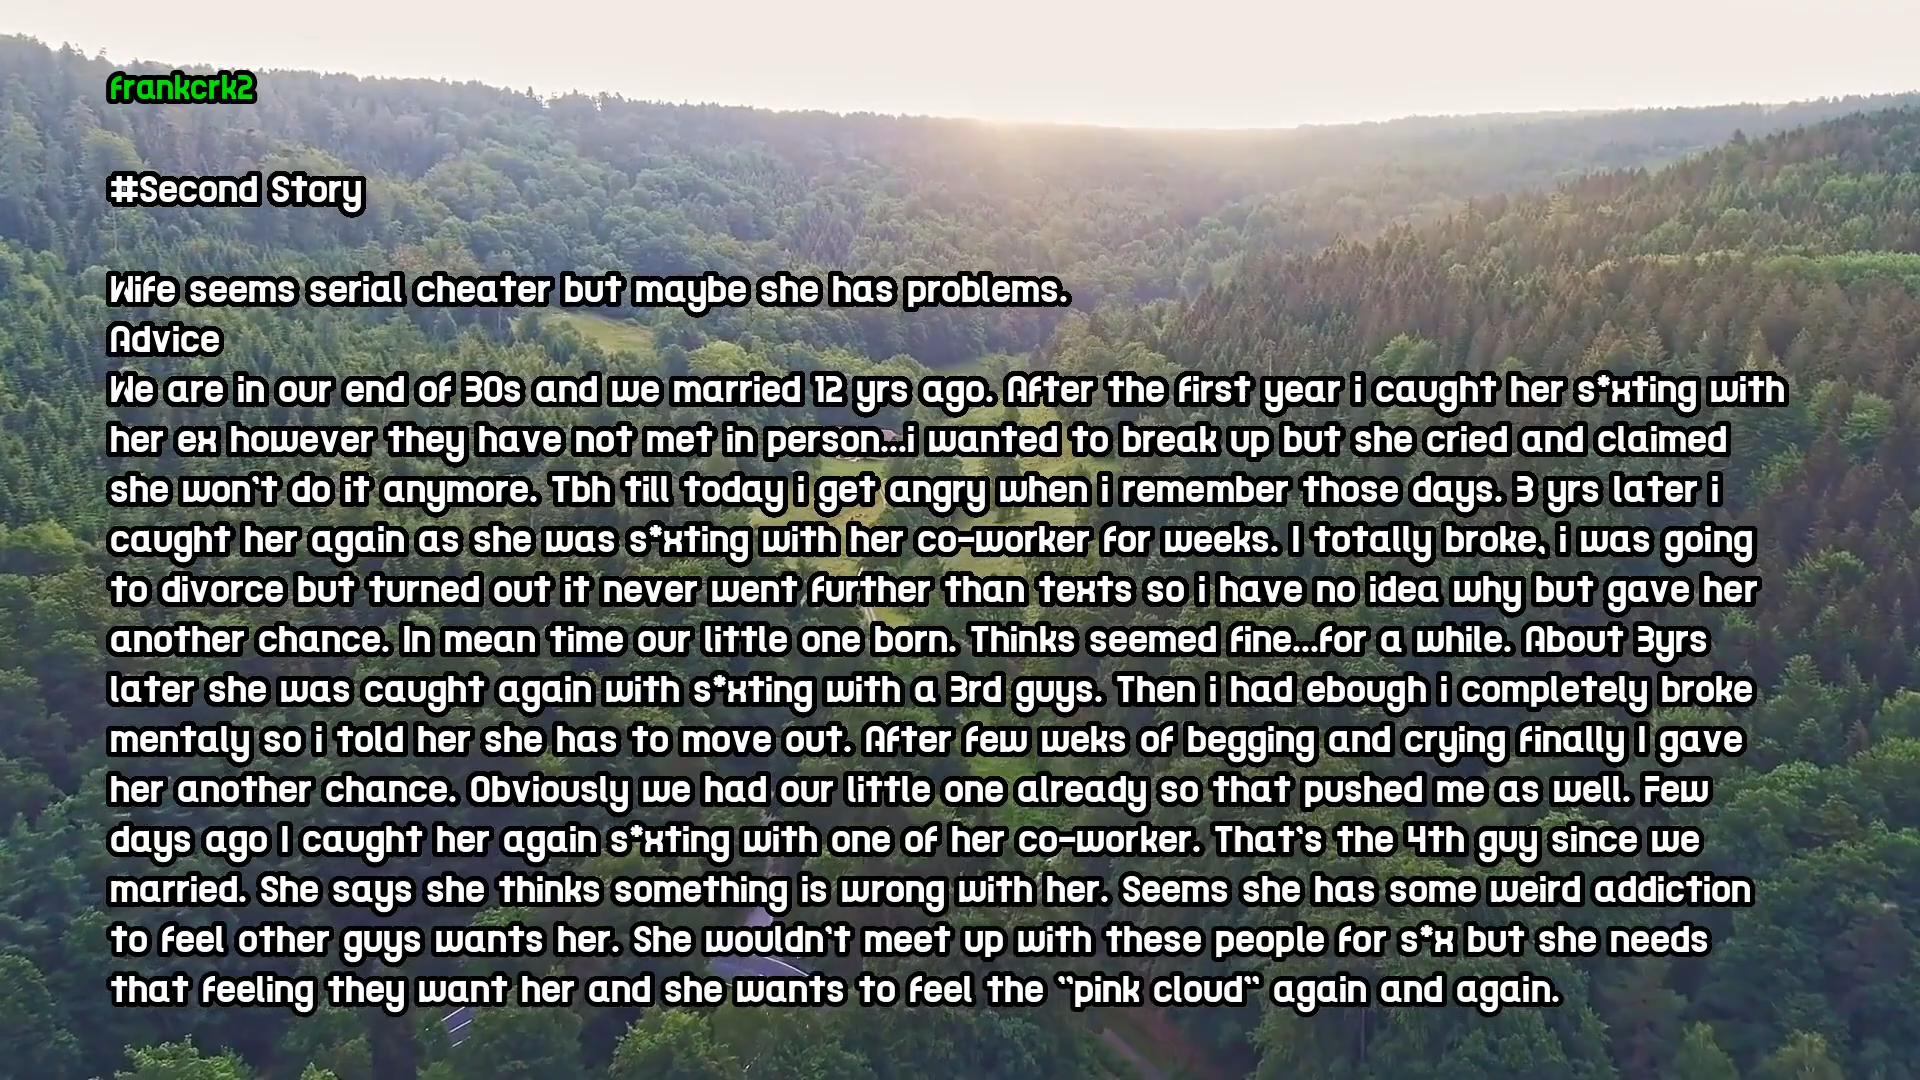 frankcrk2
#Second Story
Wife seems serial cheater but maybe she has problems.
Advice
We are in our end of 30s and we married 12 yrs ago. After the first year i caught her s*xting with
her ex however they have not met in person...i wanted to break up but she cried and claimed
she won't do it anymore. Tbh till today i get angry when i remember those days. 3 yrs later i
caught her again as she was s*xting with her co-worker for weeks. I totally broke, i was going
to divorce but turned out it never went further than texts so i have no idea why but gave her
another chance. In mean time our little one born. Thinks seemed fine...for a while. About 3yrs
later she was caught again with s*xting with a 3rd guys. Then i had ebough i completely broke
mentaly so i told her she has to move out. After few weks of begging and crying finally I gave
her another chance. Obviously we had our little one already so that pushed me as well. Few
days ago I caught her again s*xting with one of her co-worker. That's the 4th guy since we
married. She says she thinks something is wrong with her. Seems she has some weird addiction
to feel other guys wants her. She wouldn't meet up with these people for s*x but she needs
that feeling they want her and she wants to feel the "pink cloud" again and again.